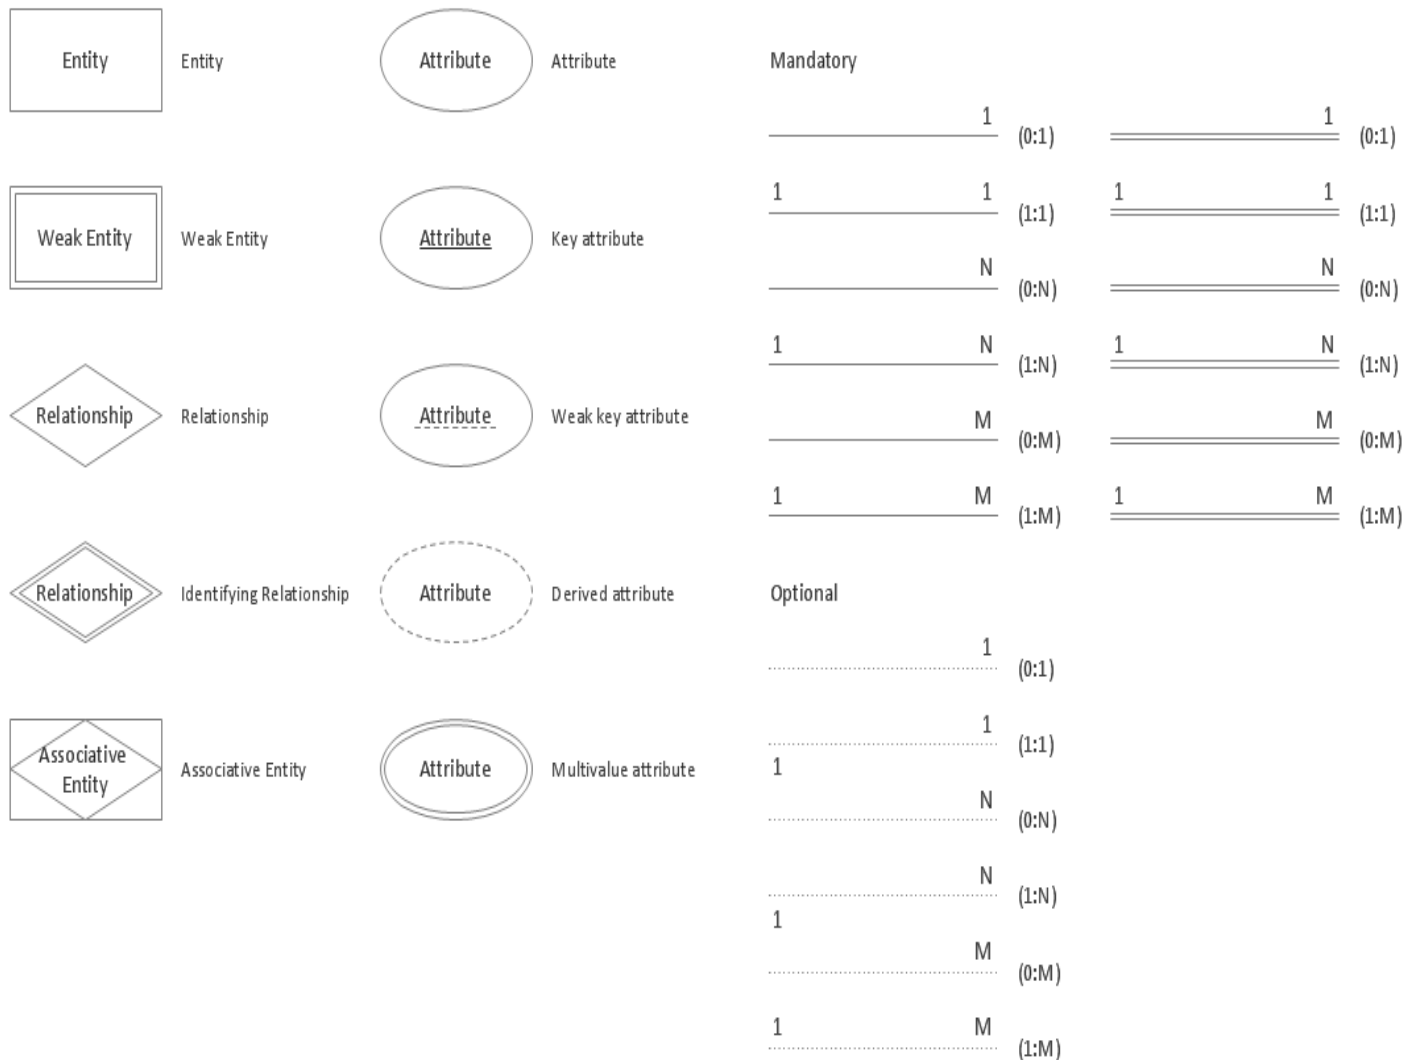 Entity
Entity
Attribute
Attribute
Weak Entity
Weak Entity
Attribute
Key attribute
Relationship
Relationship
Attribute
Weak key attribute
Relationship
Identifying Relationship
Attribute
Derived attribute
Associative
Entity
Associative Entity
Attribute
Multivalue attribute
Mandatory
1
(0:1)
1
(0:1)
1 1
(1:1)
1 1
(1:1)
N
(0:N)
N
(0:N)
1 N
(1:N)
1 N
(1:N)
M
(0:M)
M
(0:M)
1 M
(1:M)
1 M
(1:M)
Optional
1
(0:1)
1
(1:1)
1
N
(0:N)
N
(1:N)
1
M
(0:M)
1 M
(1:M)